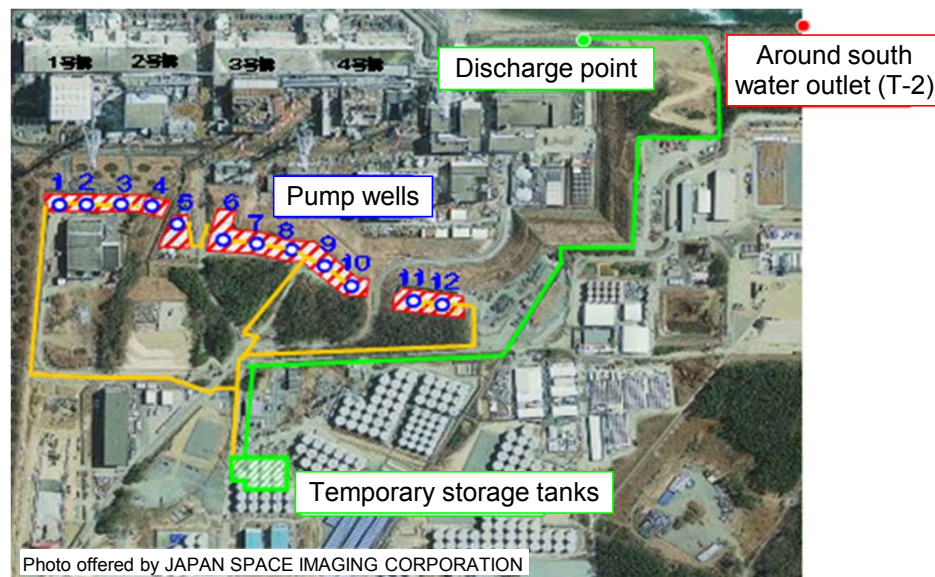 1号機 2号機 3号機 4号機
Discharge point
Around south
water outlet (T-2)
Pump wells
1 2 3 4
5 6 7 8 9 10
11 12
Temporary storage tanks
Photo offered by JAPAN SPACE IMAGING CORPORATION